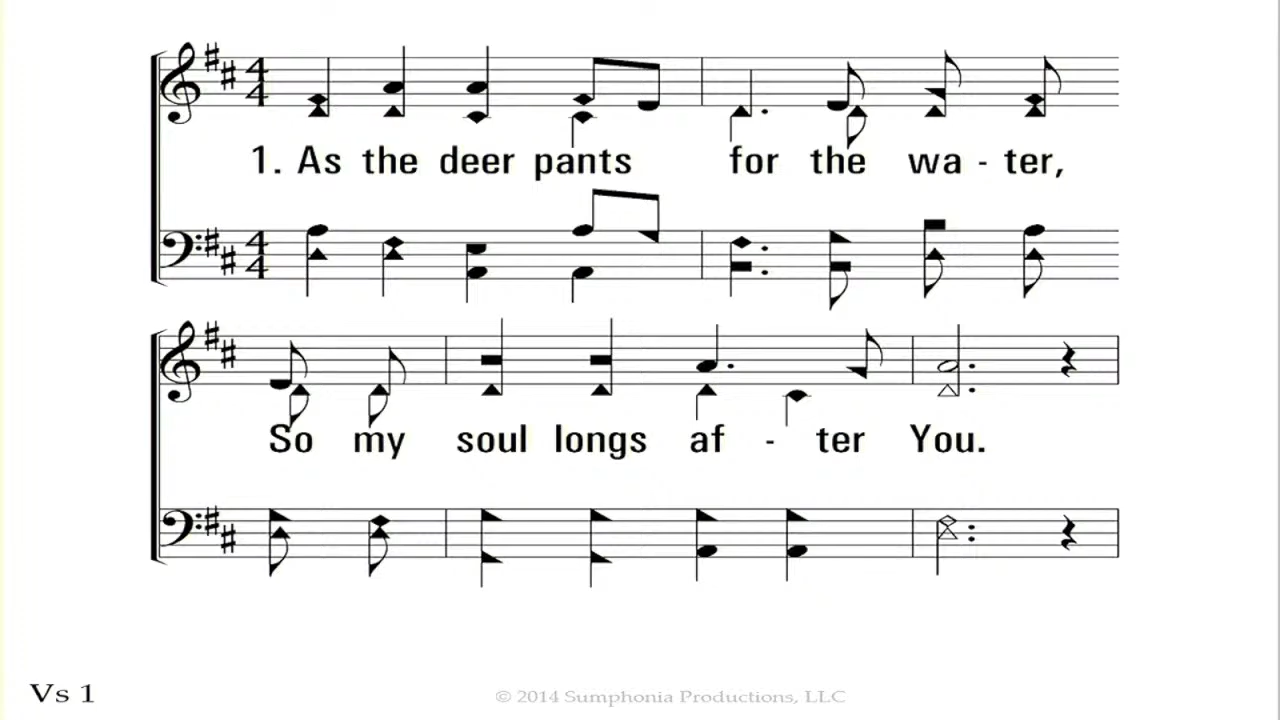 1. As the deer pants for the wa - ter,
So my soul longs af - ter You.
Vs 1
© 2014 Sumphonia Productions, LLC